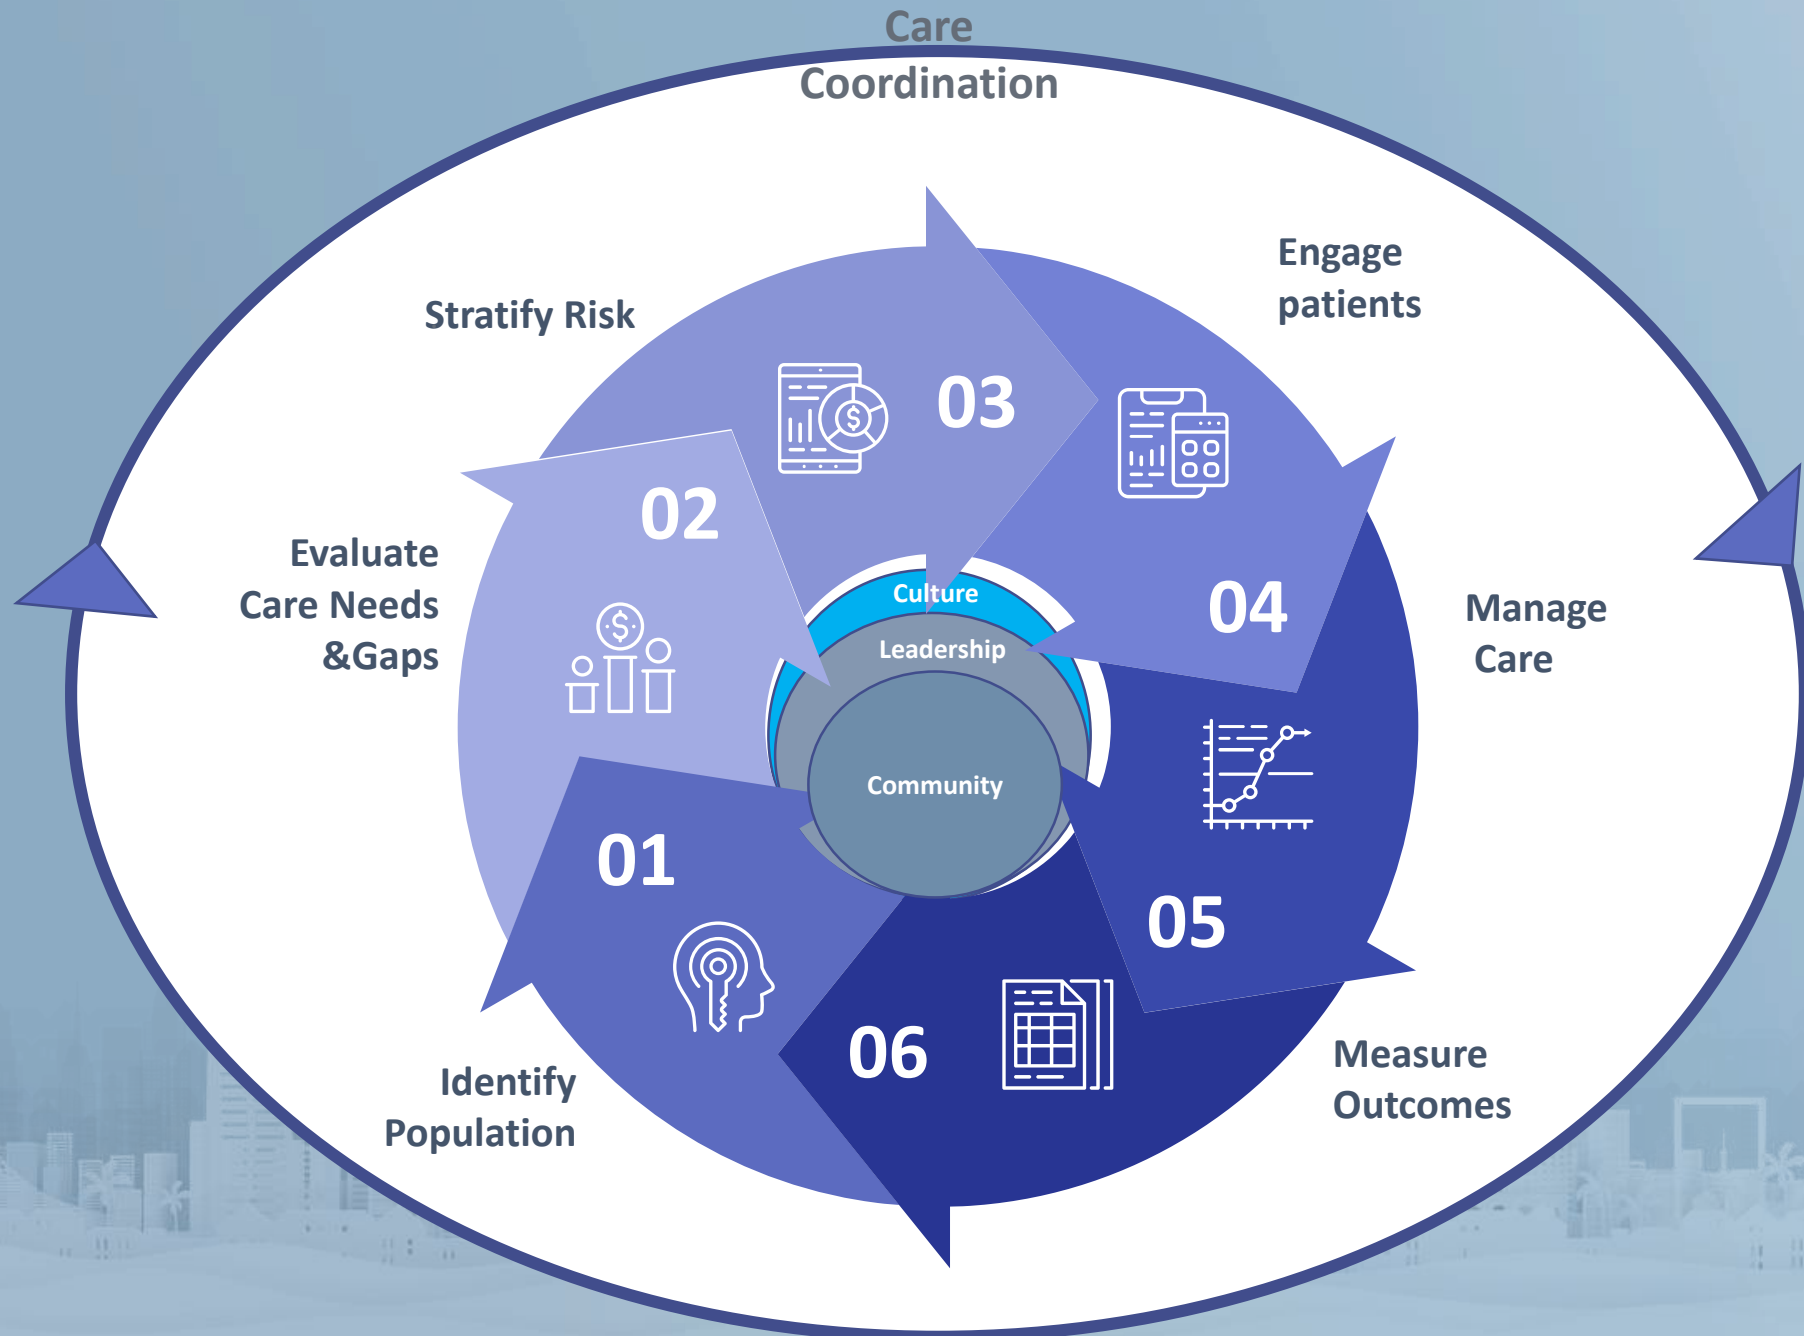 Care
Coordination
Engage
patients
Stratify Risk
03
02
Evaluate
Care Needs
&Gaps
04
Manage
Care
Culture
Leadership
Community
01
05
06
Identify
Population
Measure
Outcomes